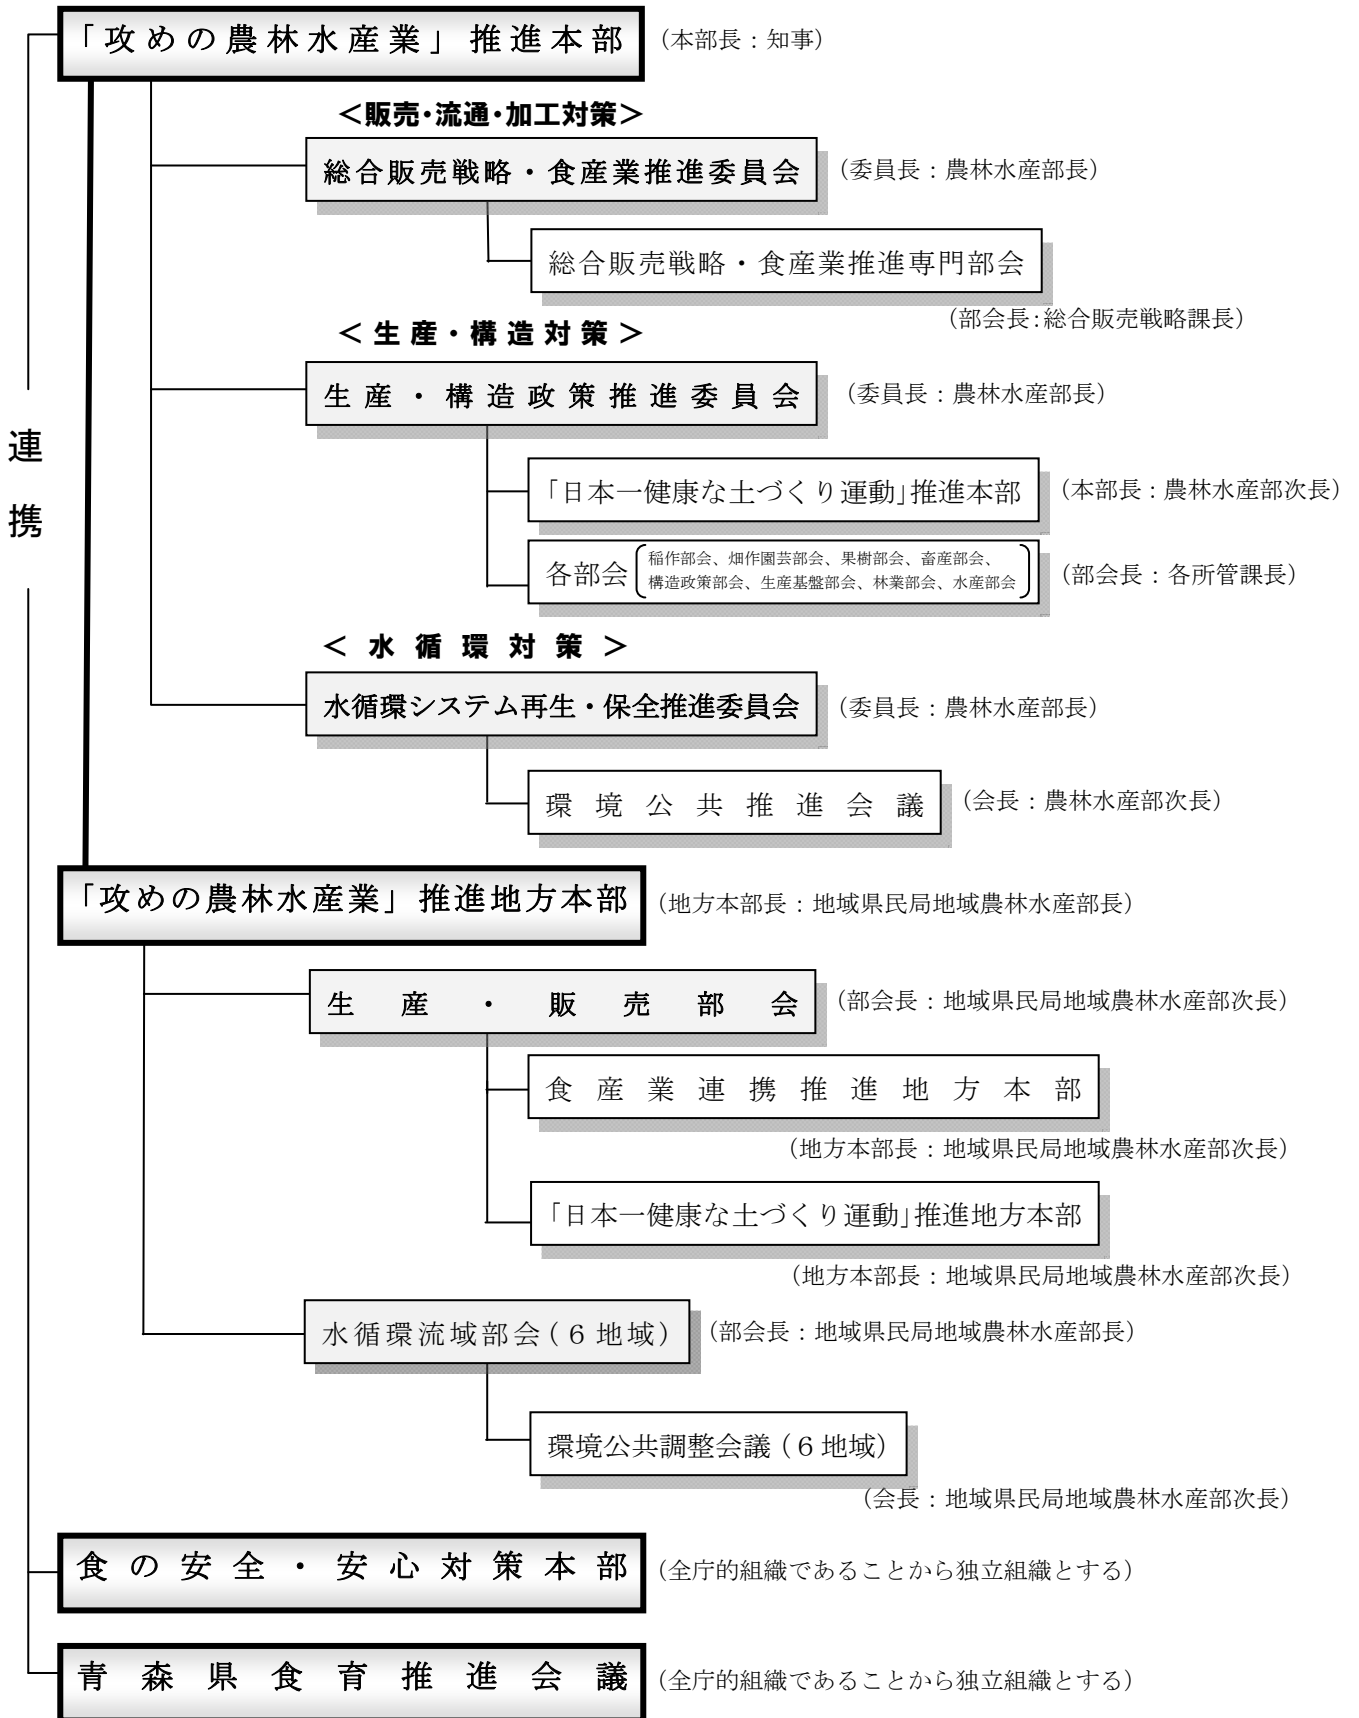 「攻めの農林水産業」推進本部 （本部長：知事）
＜販売・流通・加工対策＞
総合販売戦略・食産業推進委員会 （委員長：農林水産部長）
総合販売戦略・食産業推進専門部会
（部会長：総合販売戦略課長）
＜生産・構造対策＞
生産・構造政策推進委員会 （委員長：農林水産部長）
連携
「日本一健康な土づくり運動」推進本部 （本部長：農林水産部次長）
各部会 稲作部会、畑作園芸部会、果樹部会、畜産部会、
構造政策部会、生産基盤部会、林業部会、水産部会 （部会長：各所管課長）
＜水循環対策＞
水循環システム再生・保全推進委員会 （委員長：農林水産部長）
環境公共推進会議 （会長：農林水産部次長）
「攻めの農林水産業」推進地方本部 （地方本部長：地域県民局地域農林水産部長）
生産・販売部会 （部会長：地域県民局地域農林水産部次長）
食産業連携推進地方本部
（地方本部長：地域県民局地域農林水産部次長）
「日本一健康な土づくり運動」推進地方本部
（地方本部長：地域県民局地域農林水産部次長）
水循環流域部会（６地域） （部会長：地域県民局地域農林水産部長）
環境公共調整会議（６地域）
（会長：地域県民局地域農林水産部次長）
食の安全・安心対策本部 （全庁的組織であることから独立組織とする）
青森県食育推進会議 （全庁的組織であることから独立組織とする）